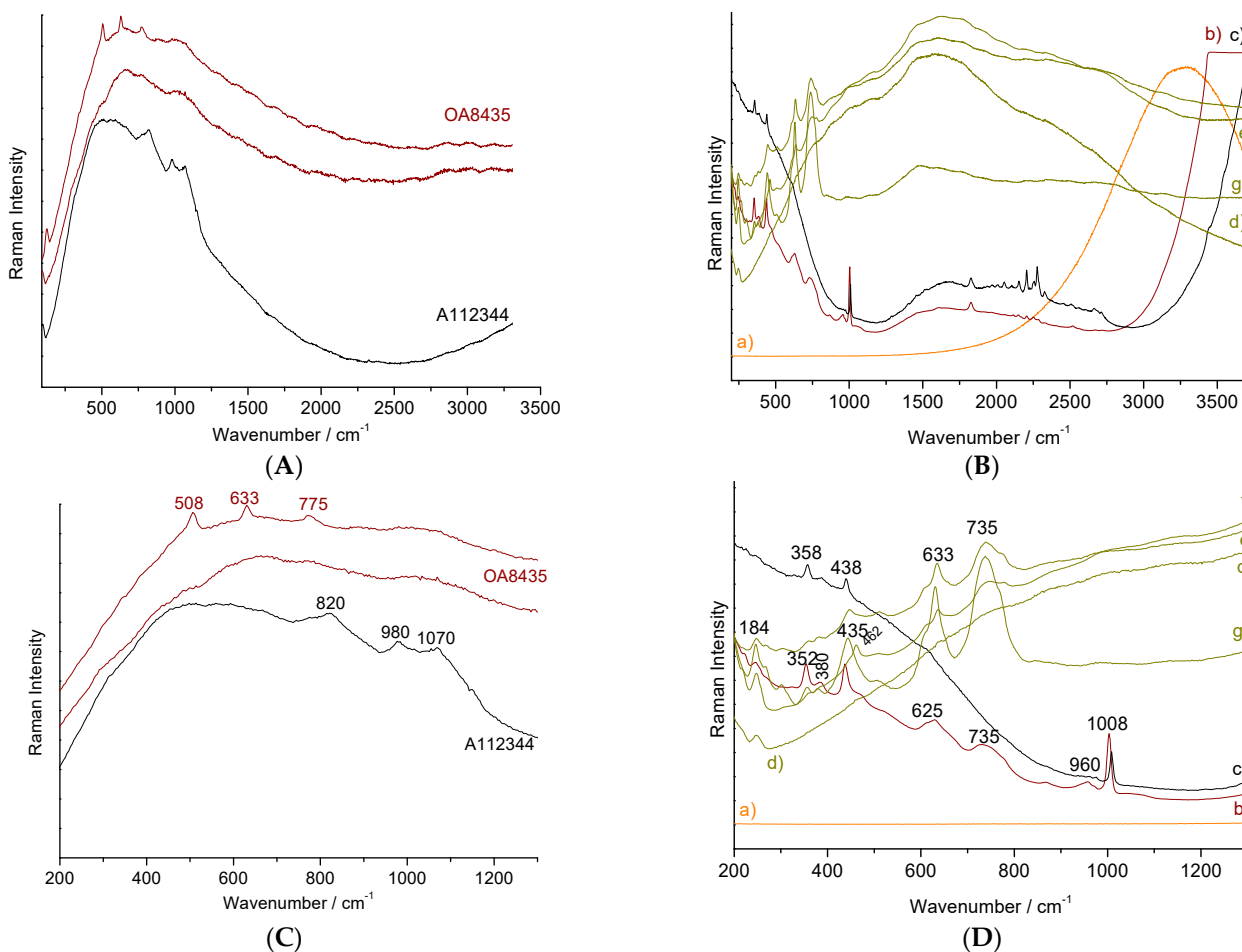 Raman Intensity
OA8435
A112344
500 1000 1500 2000 2500 3000 3500
Wavenumber / cm⁻¹
(A)
Raman Intensity
b) c)
e
g
d)
a)
500 1000 1500 2000 2500 3000 3500
Wavenumber / cm⁻¹
(B)
Raman Intensity
508 633 775
OA8435
820 980 1070
A112344
200 400 600 800 1000 1200
Wavenumber / cm⁻¹
(C)
Raman Intensity
735
358 438 633
184 435 462
352 380
625 735
1008
960
g
c
b
d)
a)
200 400 600 800 1000 1200
Wavenumber / cm⁻¹
(D)